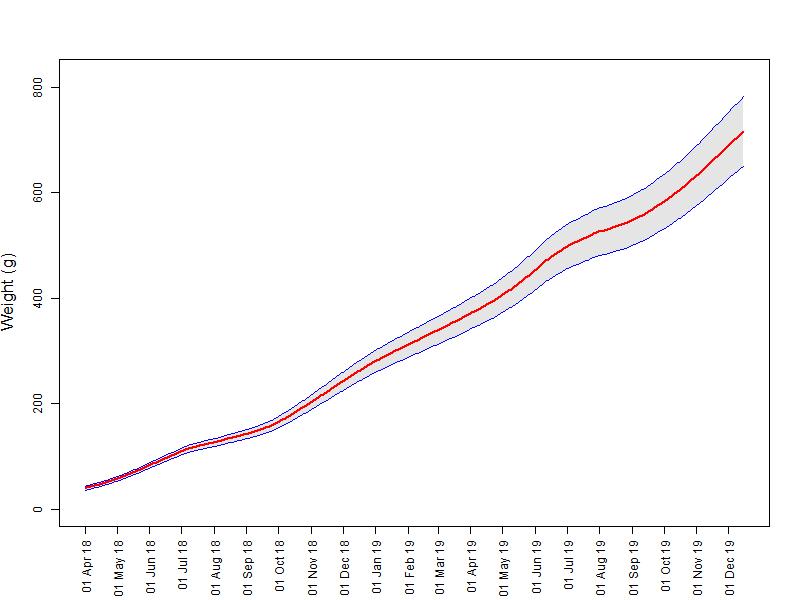 800
600
400
200
0
Weight (g)
01 Apr 18
01 May 18
01 Jun 18
01 Jul 18
01 Aug 18
01 Sep 18
01 Oct 18
01 Nov 18
01 Dec 18
01 Jan 19
01 Feb 19
01 Mar 19
01 Apr 19
01 May 19
01 Jun 19
01 Jul 19
01 Aug 19
01 Sep 19
01 Oct 19
01 Nov 19
01 Dec 19